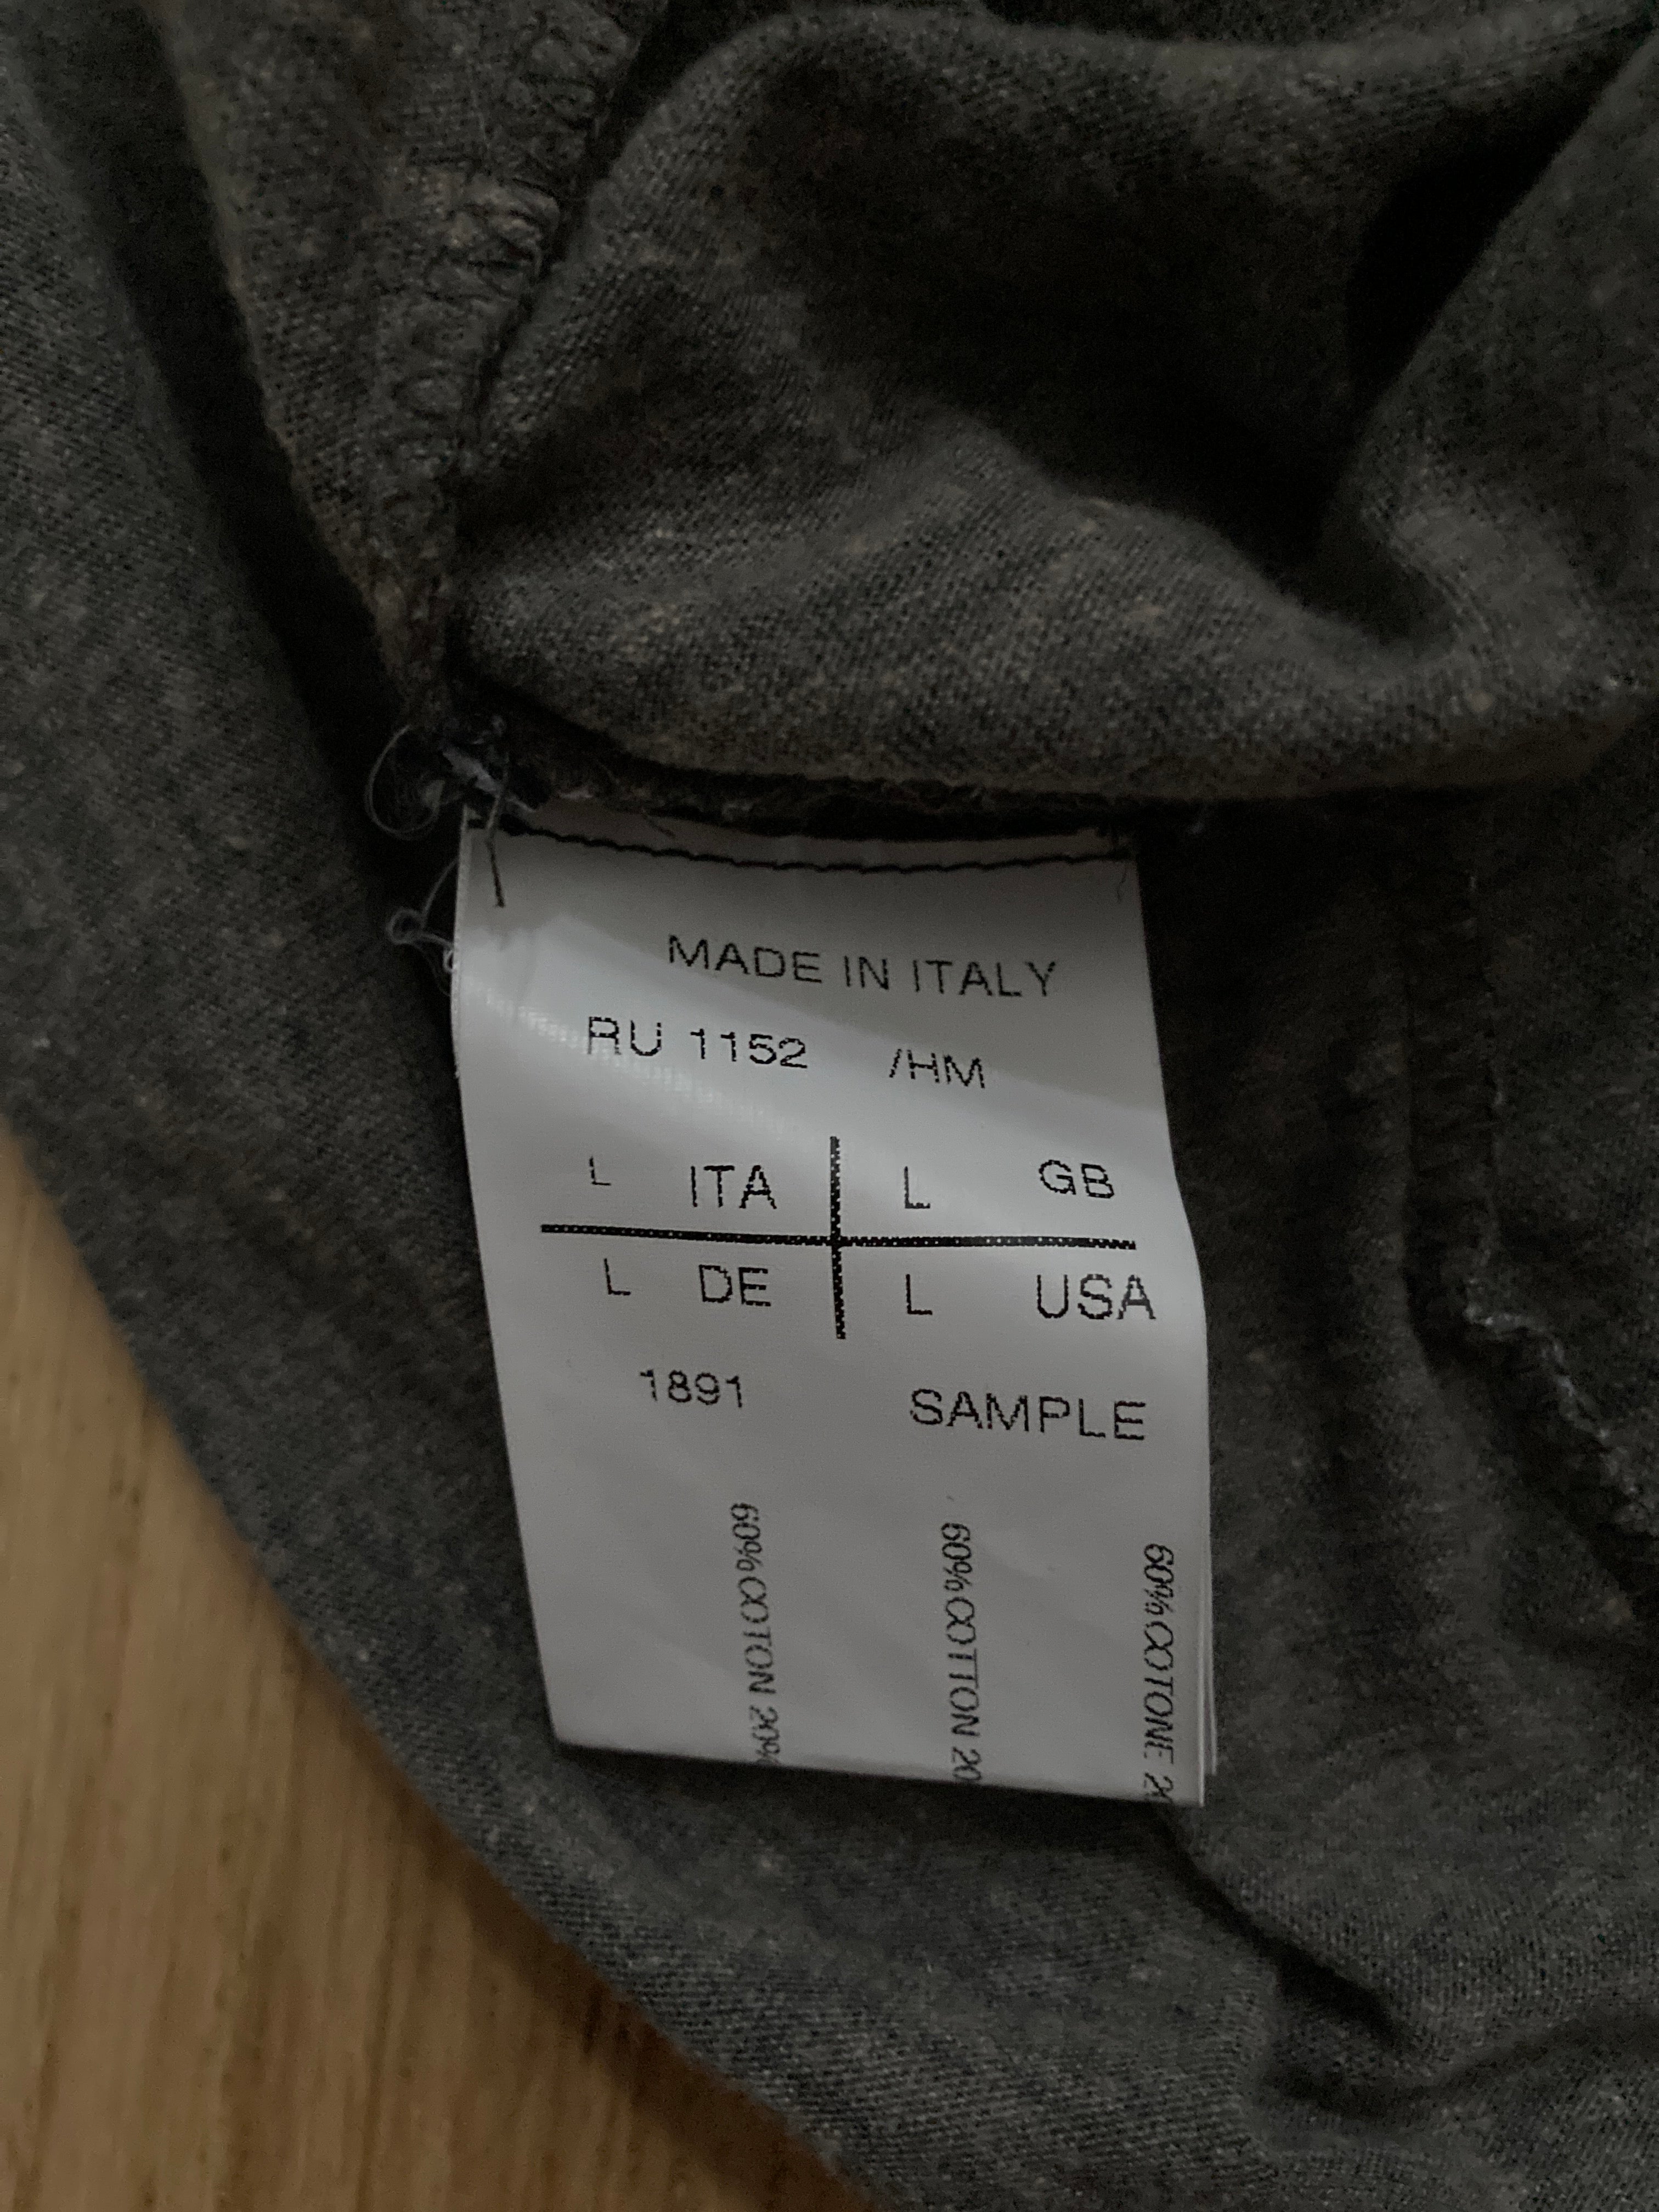 MADE IN ITALY
RU 1152 /HM
L ITA L GB
L DE L USA
1891 SAMPLE
60% COTON 20%
60% COTTON 20
60% COTONE 20